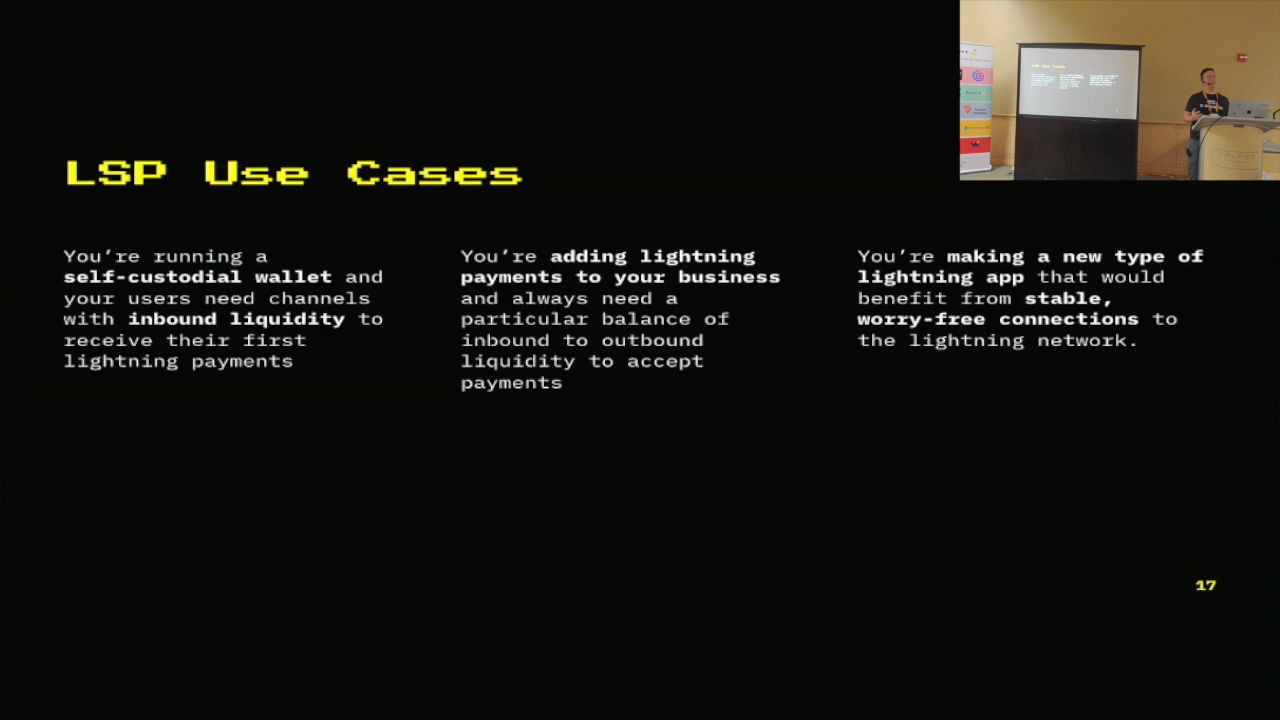 LSP Use Cases
You're running a
self-custodial wallet and
your users need channels
with inbound liquidity to
receive their first
lightning payments
You're adding lightning
payments to your business
and always need a
particular balance of
inbound to outbound
liquidity to accept
payments
You're making a new type of
lightning app that would
benefit from stable,
worry-free connections to
the lightning network.
17